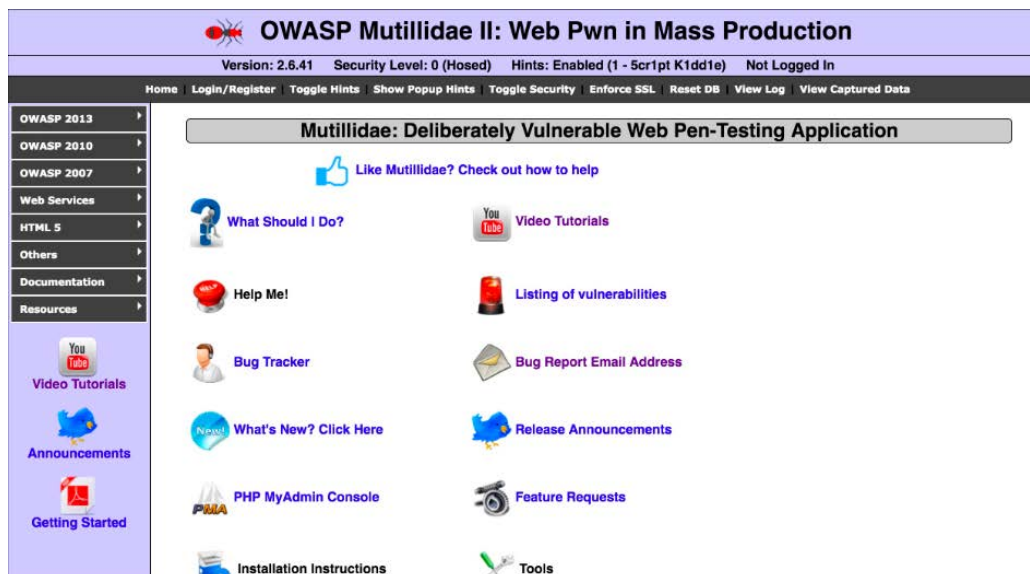 OWASP Mutillidae II: Web Pwn in Mass Production
Version: 2.6.41 Security Level: 0 (Hosed) Hints: Enabled (1 - 5cr1pt K1dd1e) Not Logged In
Home Login/Register Toggle Hints Show Popup Hints Toggle Security Enforce SSL Reset DB View Log View Captured Data
OWASP 2013
OWASP 2010
OWASP 2007
Web Services
HTML 5
Others
Documentation
Resources
You
Tube
Video Tutorials
Announcements
Getting Started
Mutillidae: Deliberately Vulnerable Web Pen-Testing Application
Like Mutillidae? Check out how to help
What Should I Do?
You
Tube
Video Tutorials
HELP
Help Me!
Listing of vulnerabilities
Bug Tracker
Bug Report Email Address
New!
What's New? Click Here
Release Announcements
PMA
PHP MyAdmin Console
Feature Requests
Installation Instructions
Tools